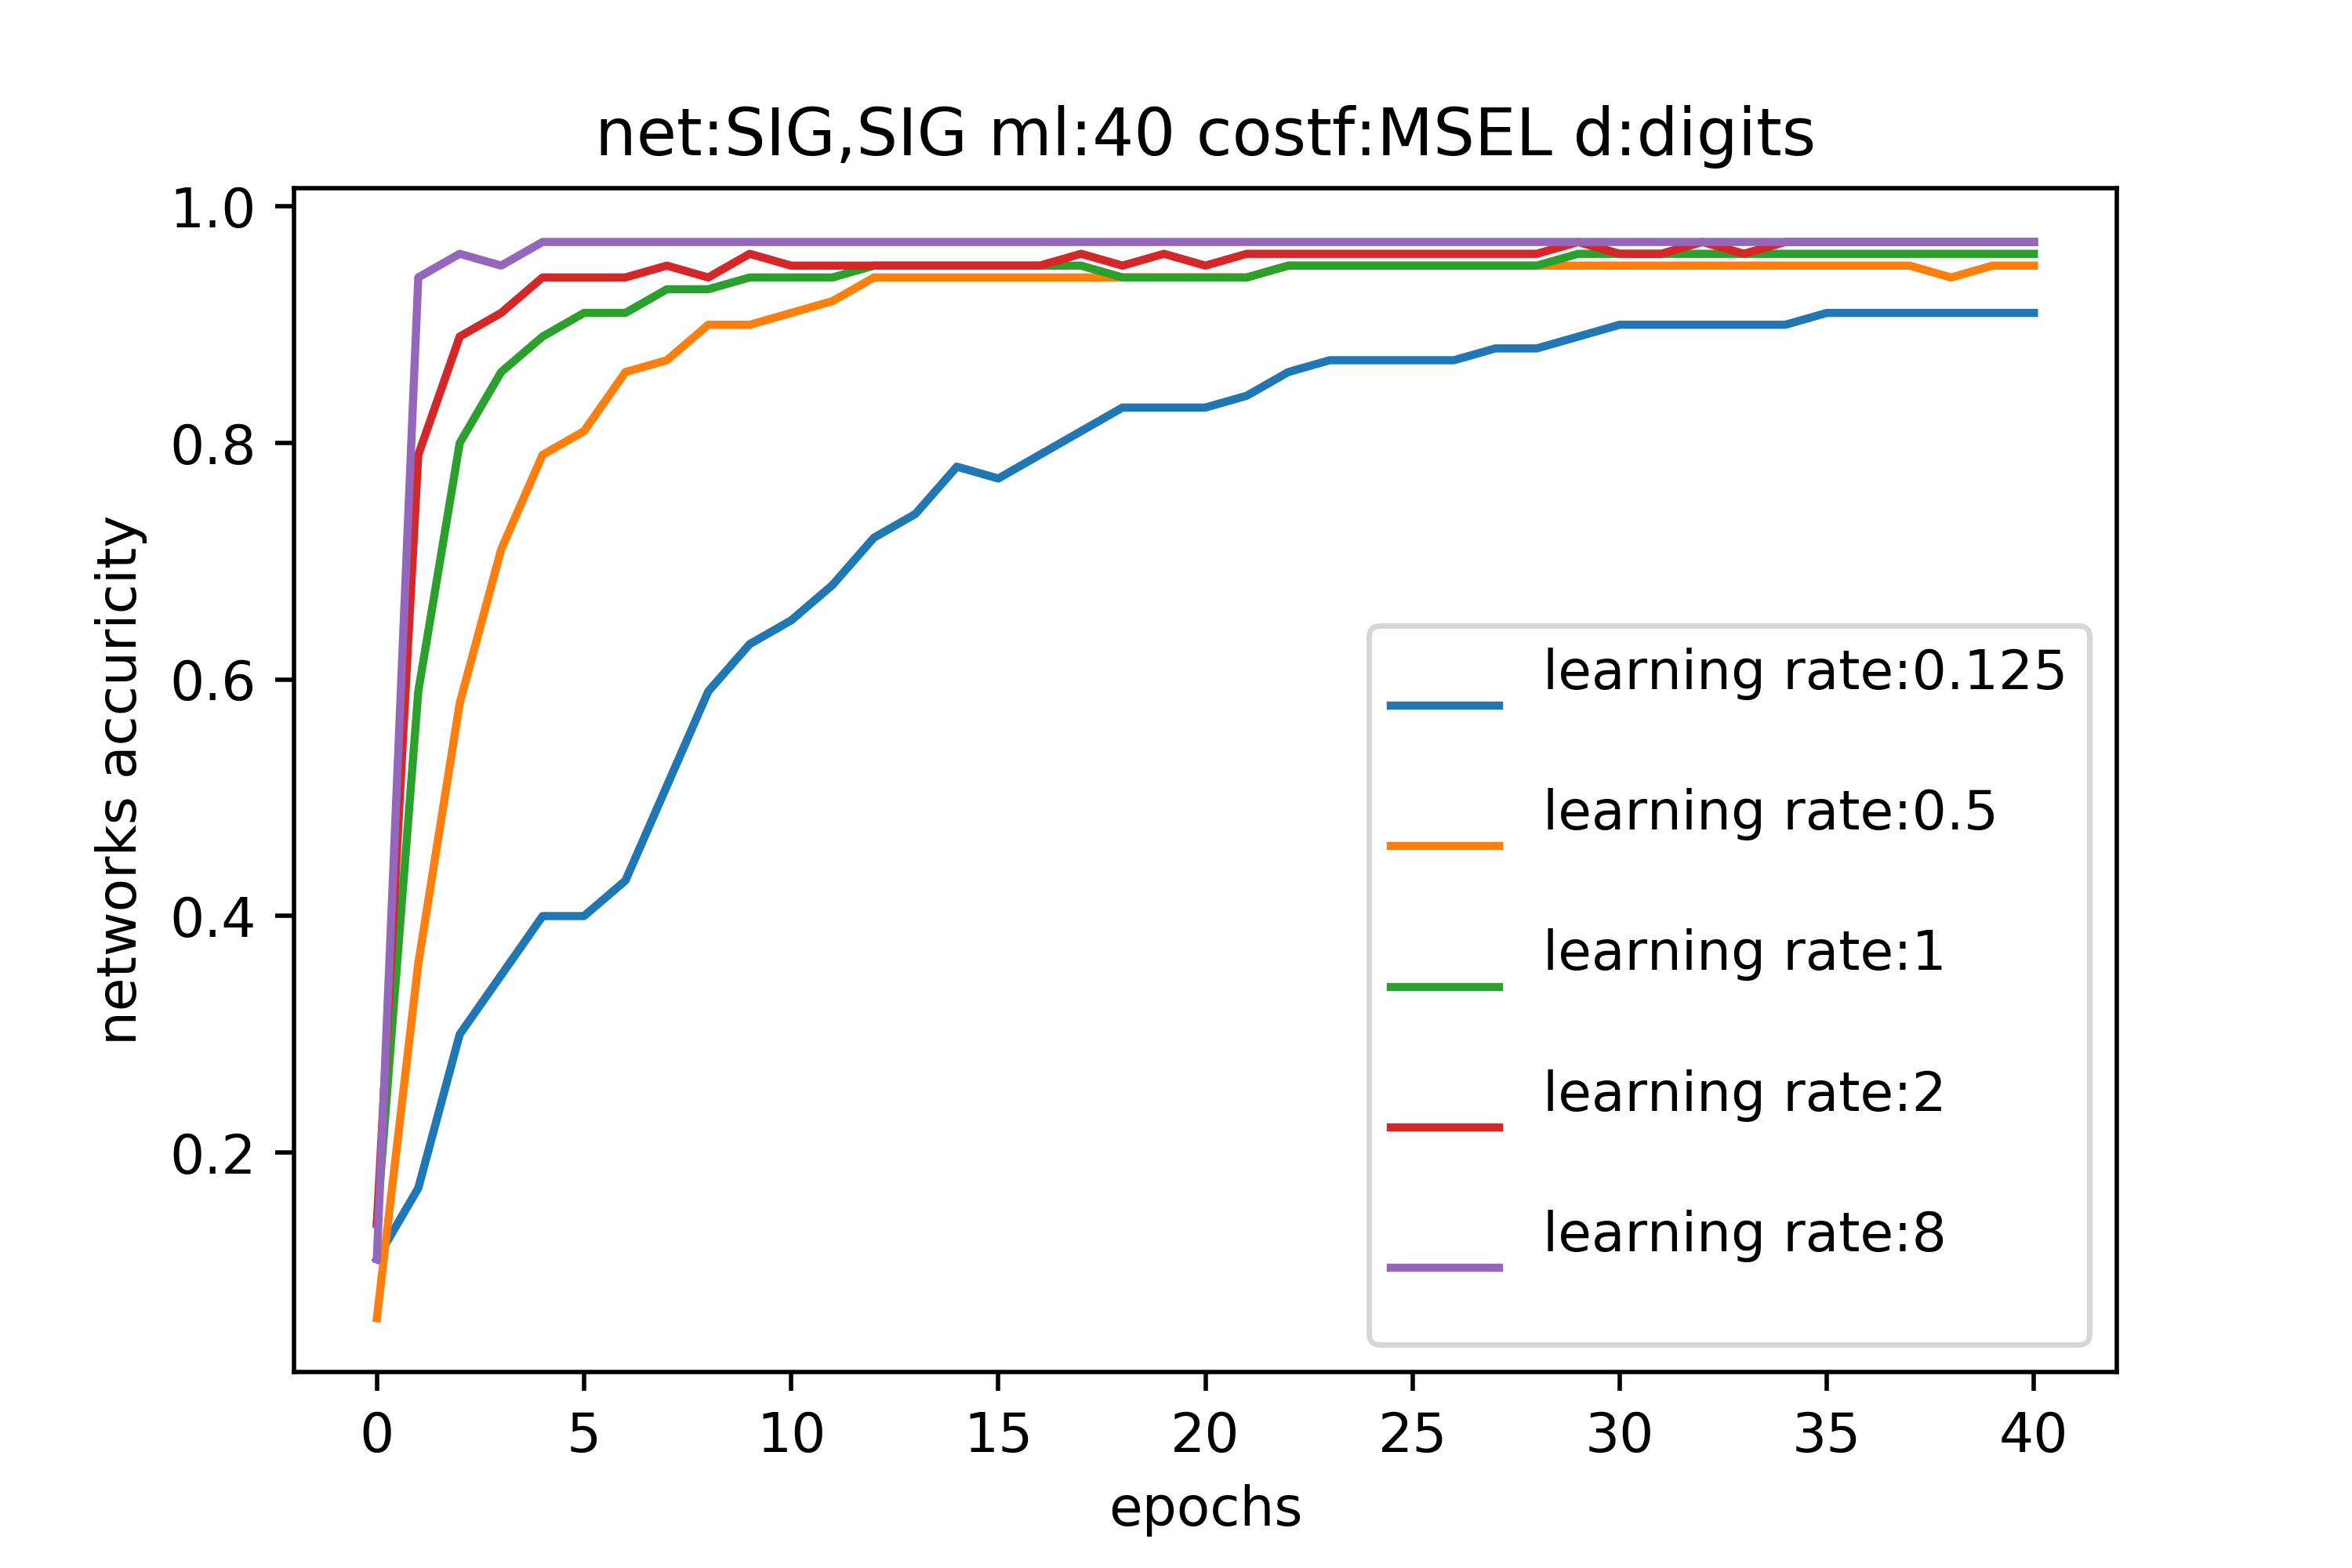 net:SIG,SIG ml:40 costf:MSEL d:digits
networks accuricity
1.0
0.8
0.6
0.4
0.2
learning rate:0.125
learning rate:0.5
learning rate:1
learning rate:2
learning rate:8
0 5 10 15 20 25 30 35 40
epochs